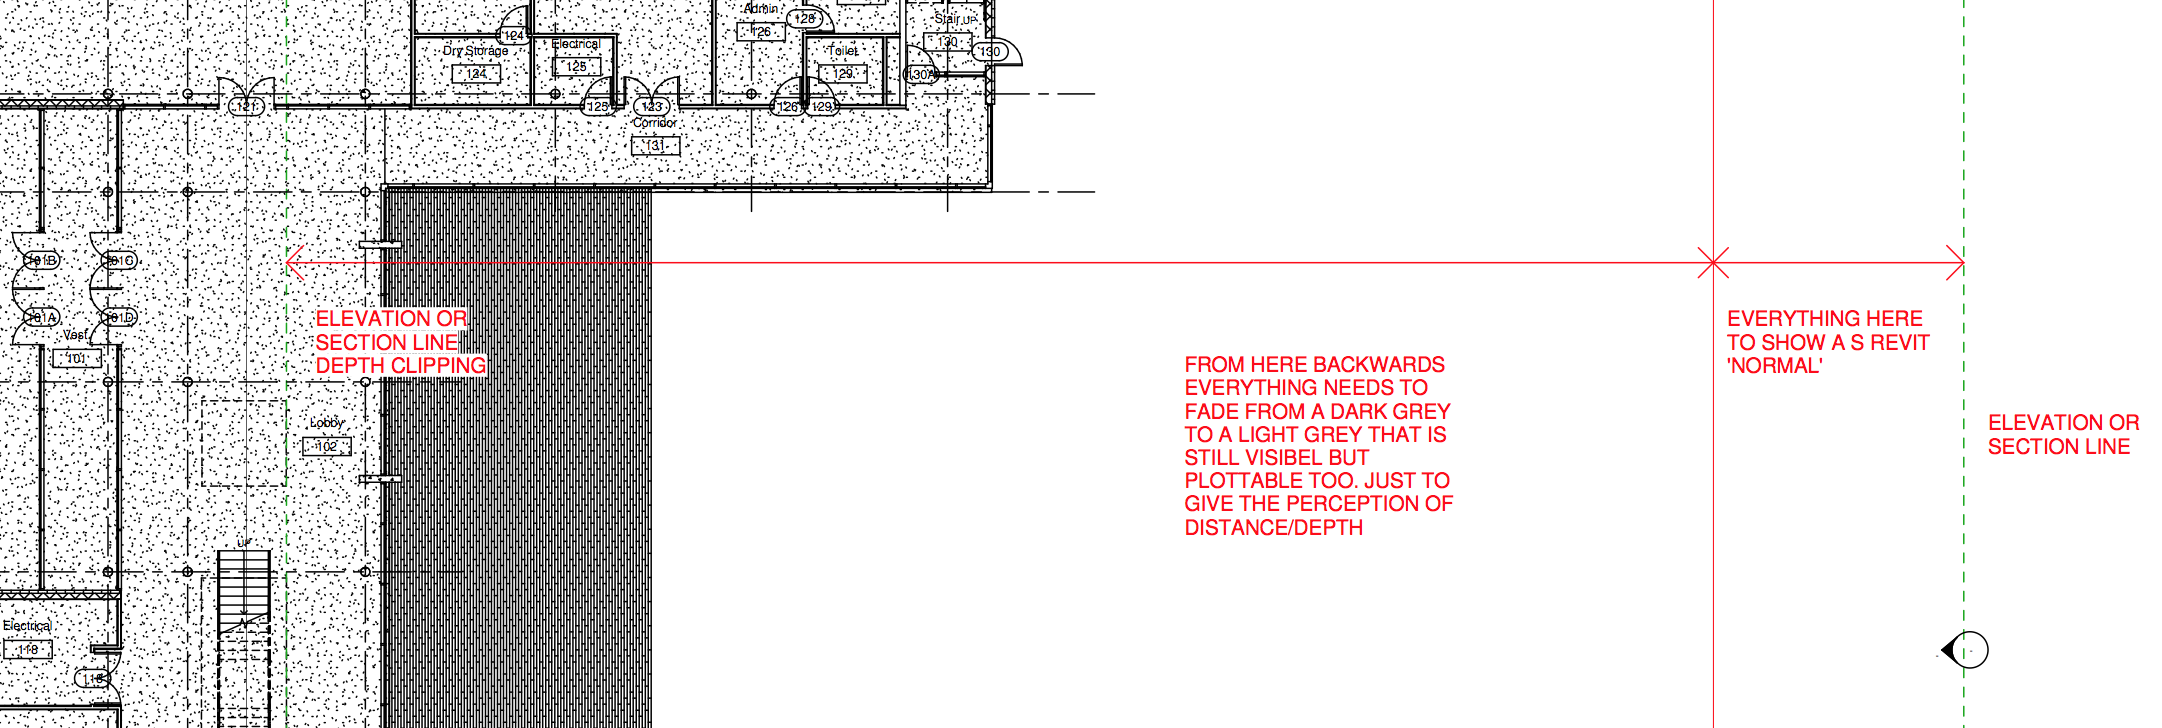 Admin
126
128
Stair UP
130
130
124
Dry Storage
124
Electrical
125
Toilet
129
130A
121
125
123
126
129
Corridor
131
101B
101C
101A
101D
Vest.
101
ELEVATION OR
SECTION LINE
DEPTH CLIPPING
EVERYTHING HERE
TO SHOW A S REVIT
'NORMAL'
FROM HERE BACKWARDS
EVERYTHING NEEDS TO
FADE FROM A DARK GREY
TO A LIGHT GREY THAT IS
STILL VISIBEL BUT
PLOTTABLE TOO. JUST TO
GIVE THE PERCEPTION OF
DISTANCE/DEPTH
ELEVATION OR
SECTION LINE
Lobby
102
UP
Electrical
118
118